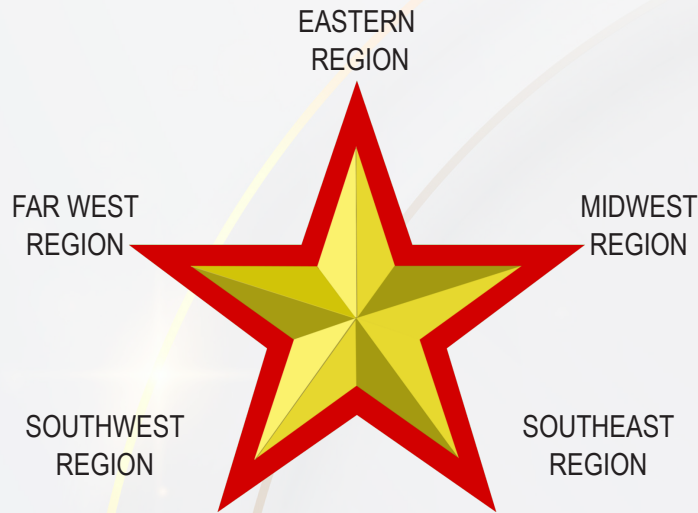 EASTERN
REGION
FAR WEST
REGION
MIDWEST
REGION
SOUTHWEST
REGION
SOUTHEAST
REGION